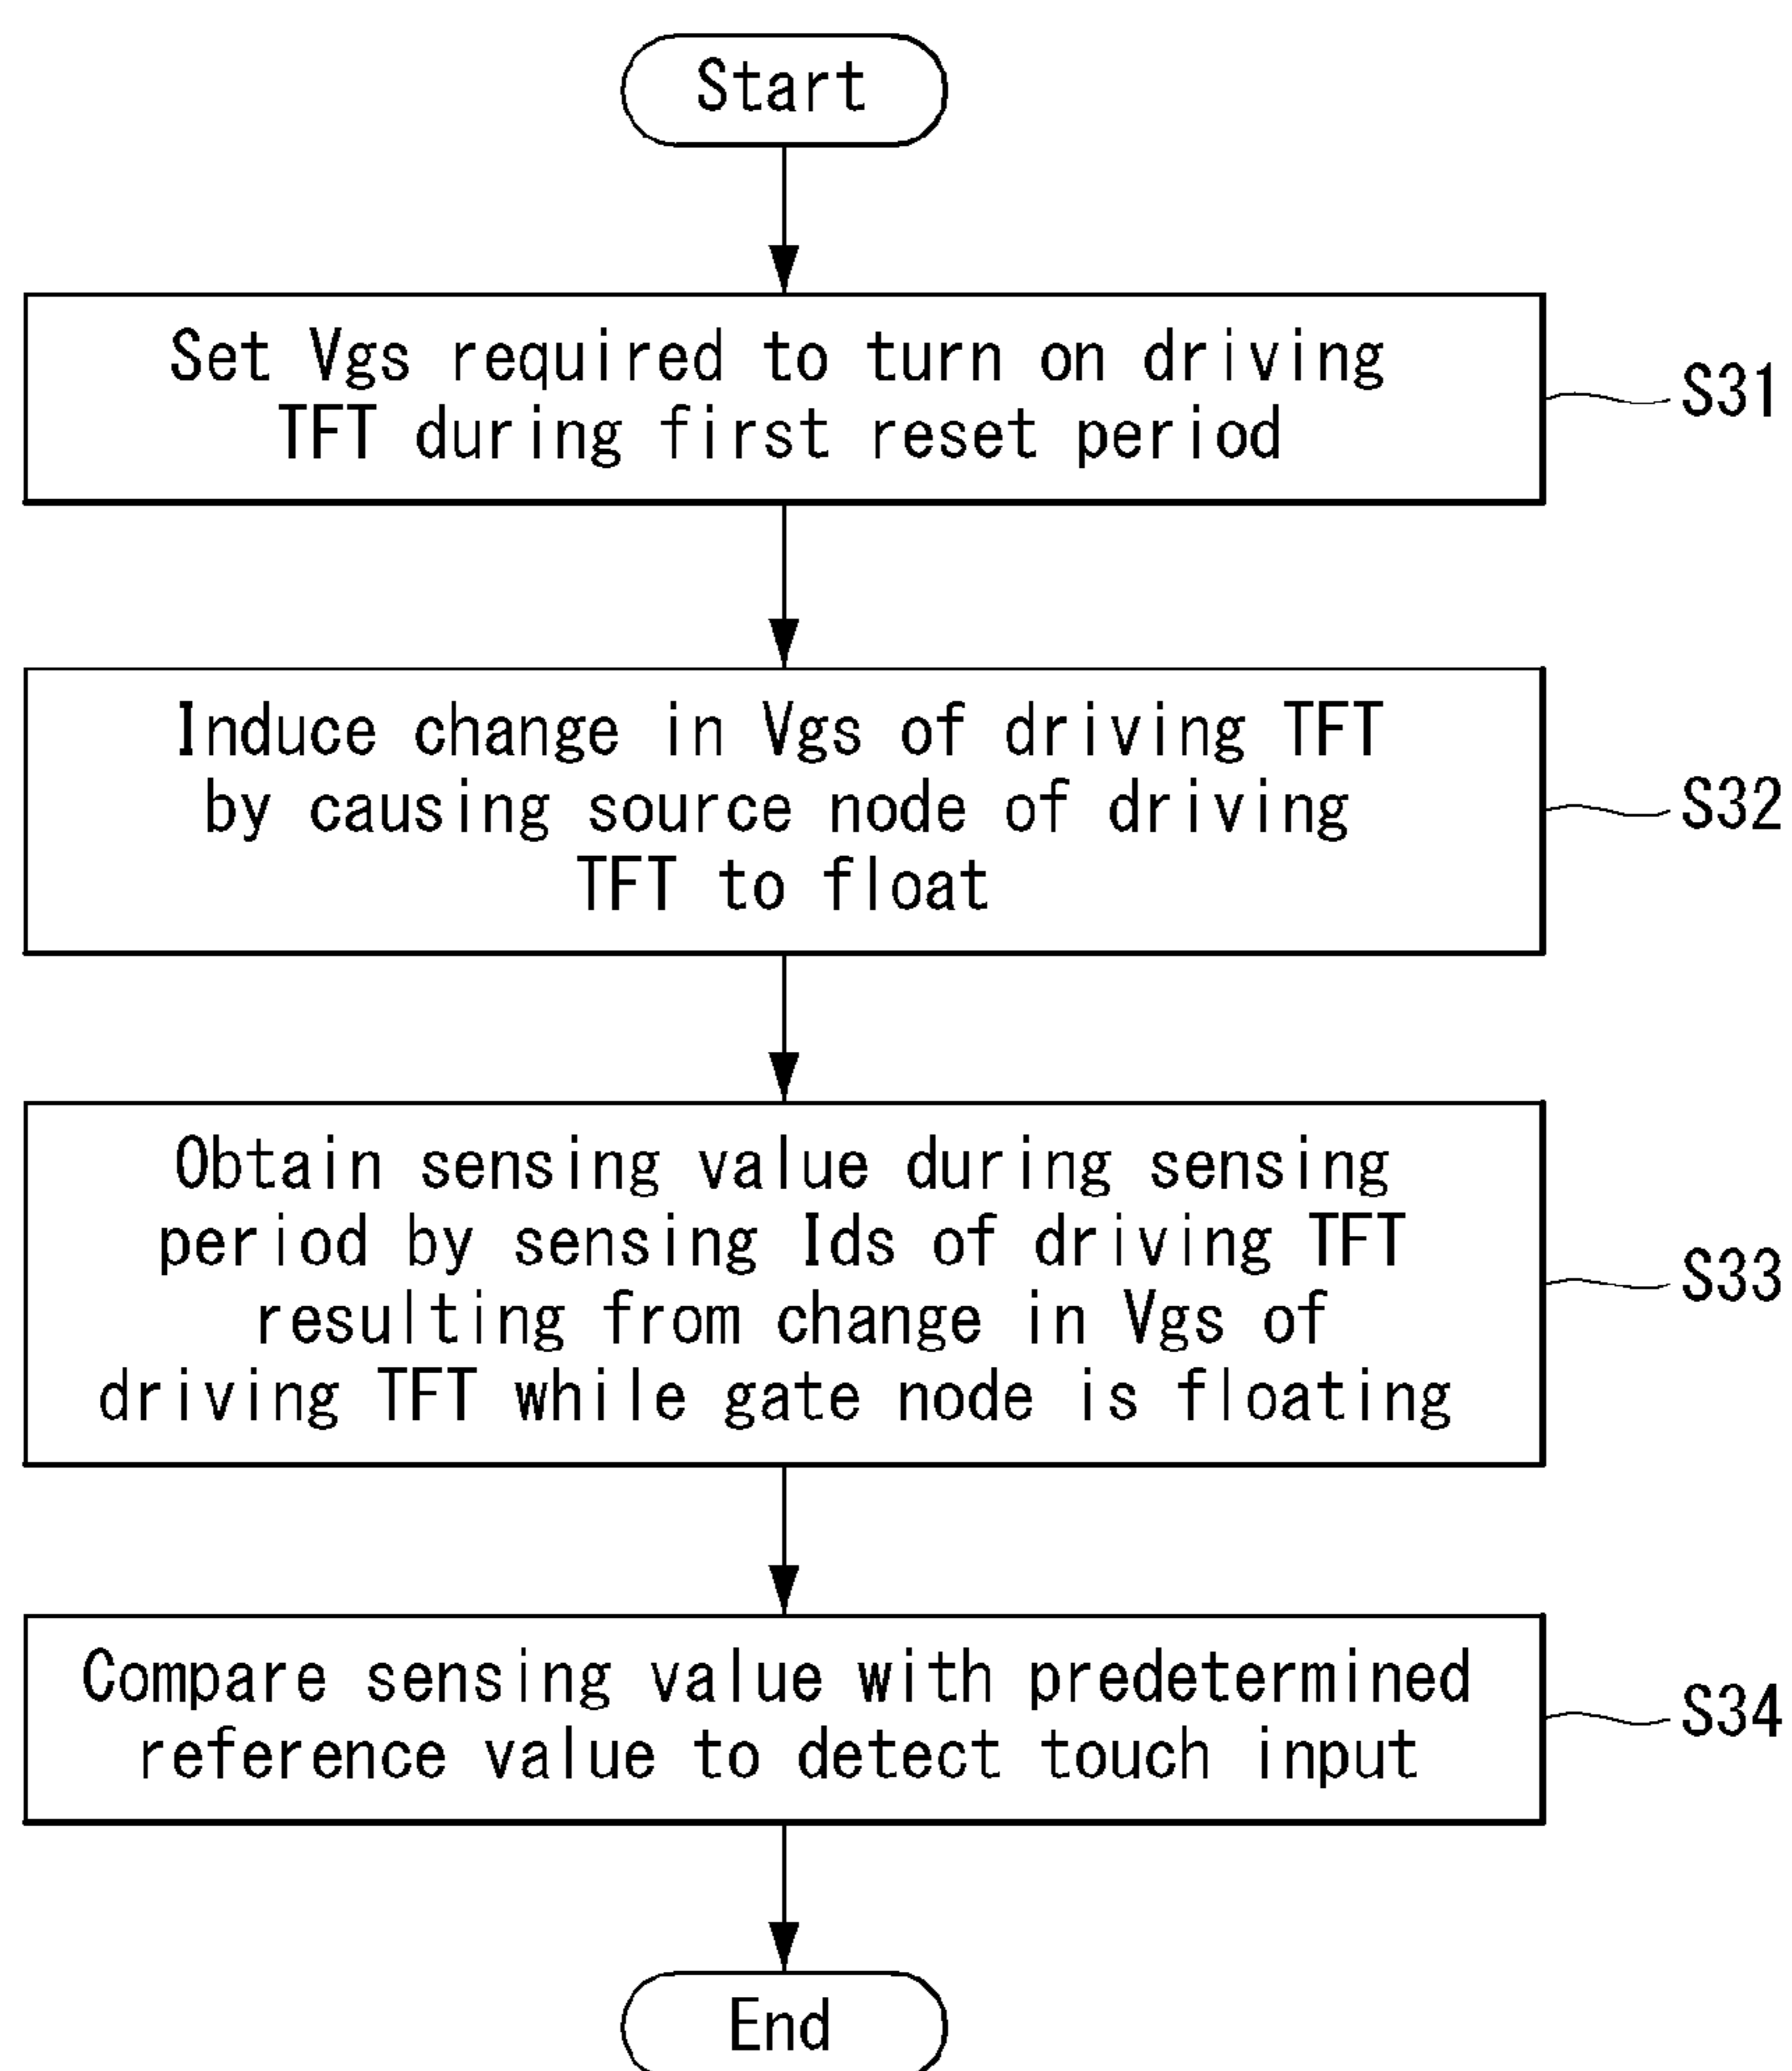 Start
Set Vgs required to turn on driving
TFT during first reset period
S31
Induce change in Vgs of driving TFT
by causing source node of driving
TFT to float
S32
Obtain sensing value during sensing
period by sensing Ids of driving TFT
resulting from change in Vgs of
driving TFT while gate node is floating
S33
Compare sensing value with predetermined
reference value to detect touch input
S34
End